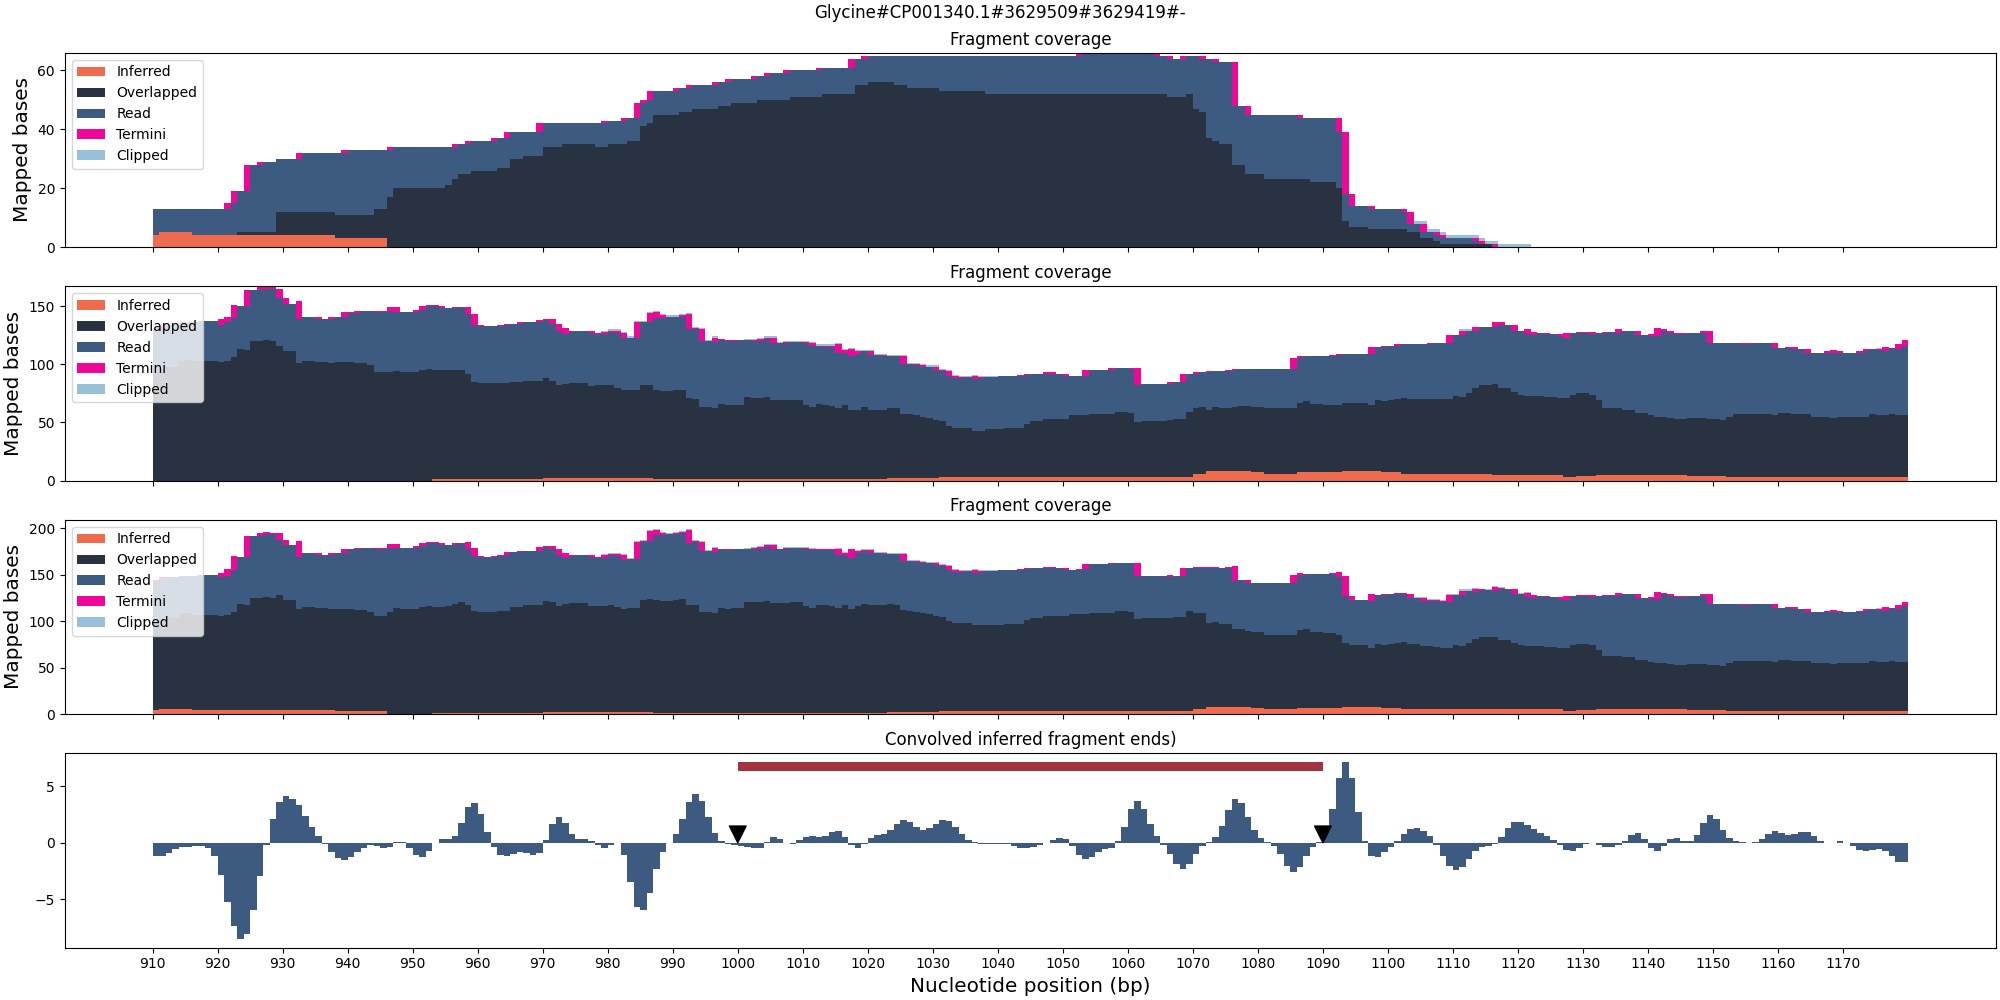 Glycine#CP001340.1#3629509#3629419#-
Fragment coverage
Mapped bases
60
40
20
0
Inferred
Overlapped
Read
Termini
Clipped
Fragment coverage
Mapped bases
150
100
50
0
Inferred
Overlapped
Read
Termini
Clipped
Fragment coverage
Mapped bases
200
150
100
50
0
Inferred
Overlapped
Read
Termini
Clipped
Convolved inferred fragment ends)
5
0
−5
910 920 930 940 950 960 970 980 990 1000 1010 1020 1030 1040 1050 1060 1070 1080 1090 1100 1110 1120 1130 1140 1150 1160 1170
Nucleotide position (bp)